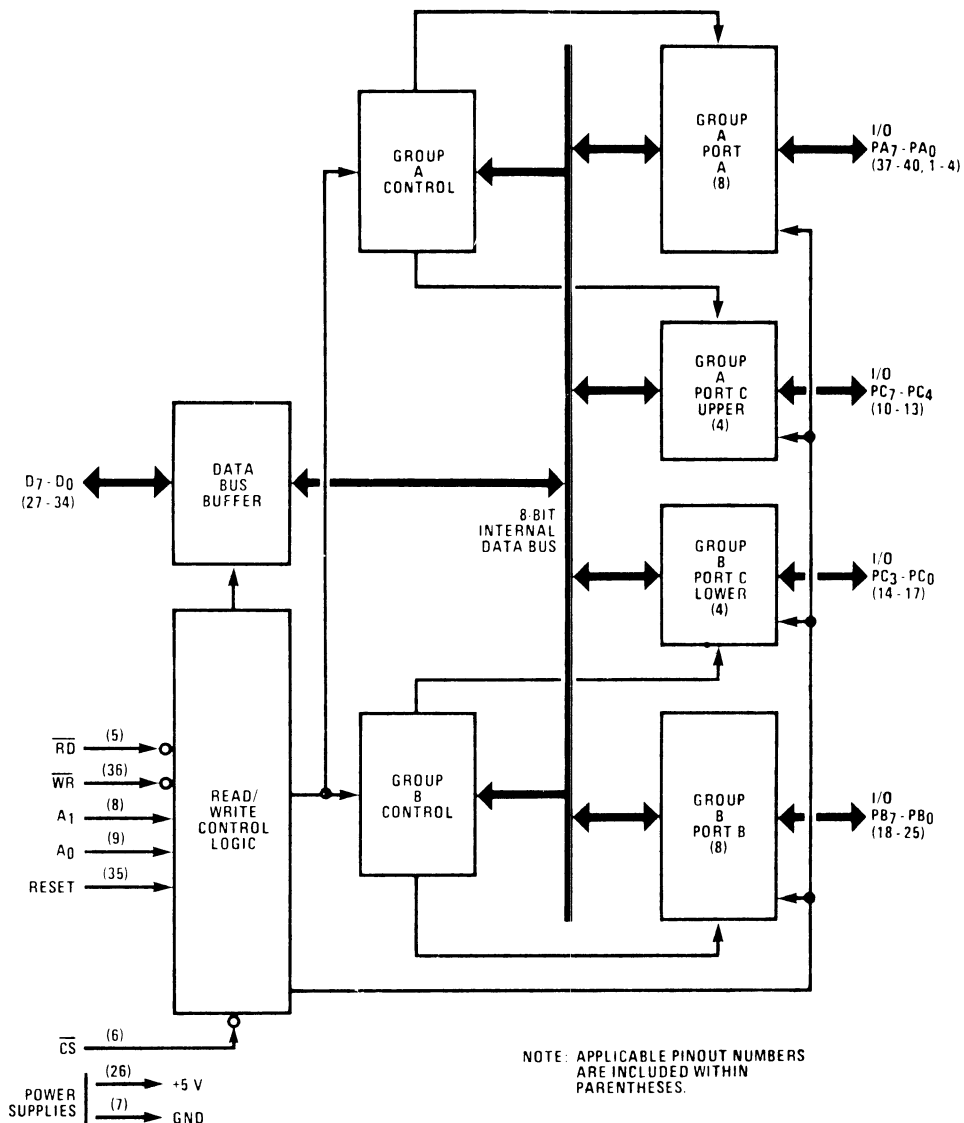 GROUP
A
CONTROL
GROUP
A
PORT
A
(8)
I/O
PA7 - PA0
(37 - 40, 1 - 4)
GROUP
A
PORT C
UPPER
(4)
I/O
PC7 - PC4
(10 - 13)
D7 - D0
(27 - 34)
DATA
BUS
BUFFER
8-BIT
INTERNAL
DATA BUS
GROUP
B
PORT C
LOWER
(4)
I/O
PC3 - PC0
(14 - 17)
RD (5)
WR (36)
A1 (8)
A0 (9)
RESET (35)
READ/
WRITE
CONTROL
LOGIC
GROUP
B
CONTROL
GROUP
B
PORT B
(8)
I/O
PB7 - PB0
(18 - 25)
CS (6)
POWER
SUPPLIES
(26) +5 V
(7) GND
NOTE: APPLICABLE PINOUT NUMBERS
ARE INCLUDED WITHIN
PARENTHESES.